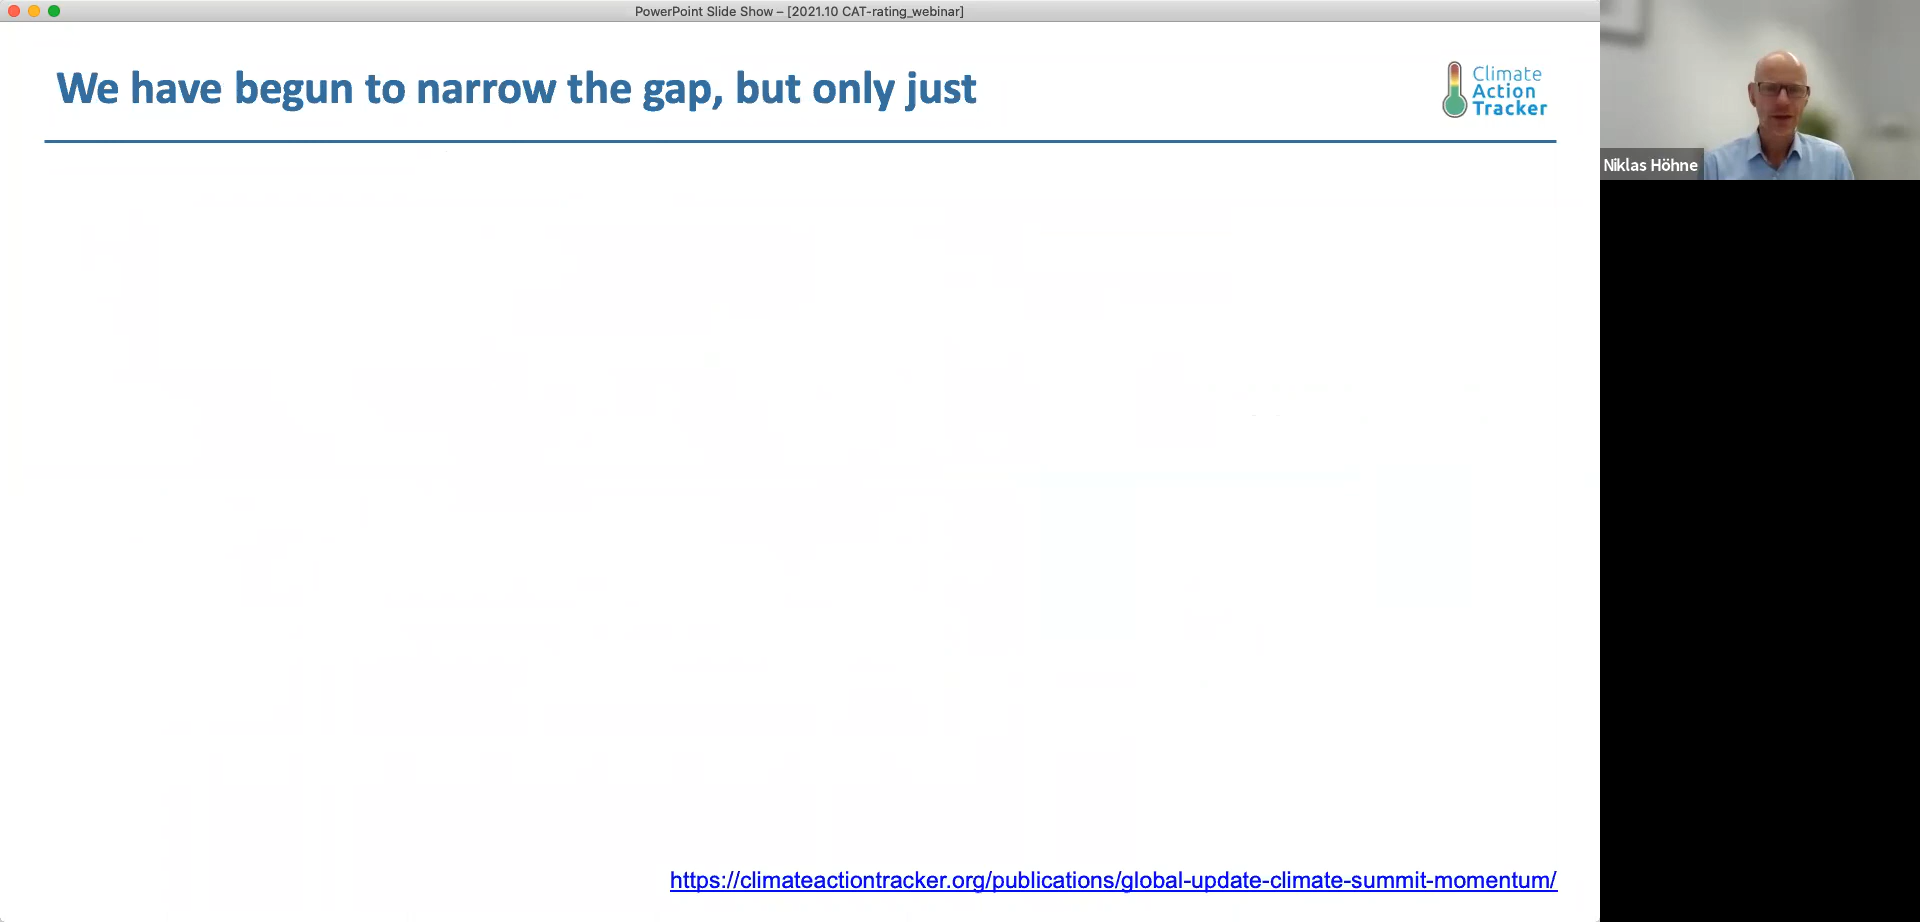 PowerPoint Slide Show – [2021.10 CAT-rating_webinar]
We have begun to narrow the gap, but only just
Climate
Action
Tracker
Niklas Höhne
https://climateactiontracker.org/publications/global-update-climate-summit-momentum/